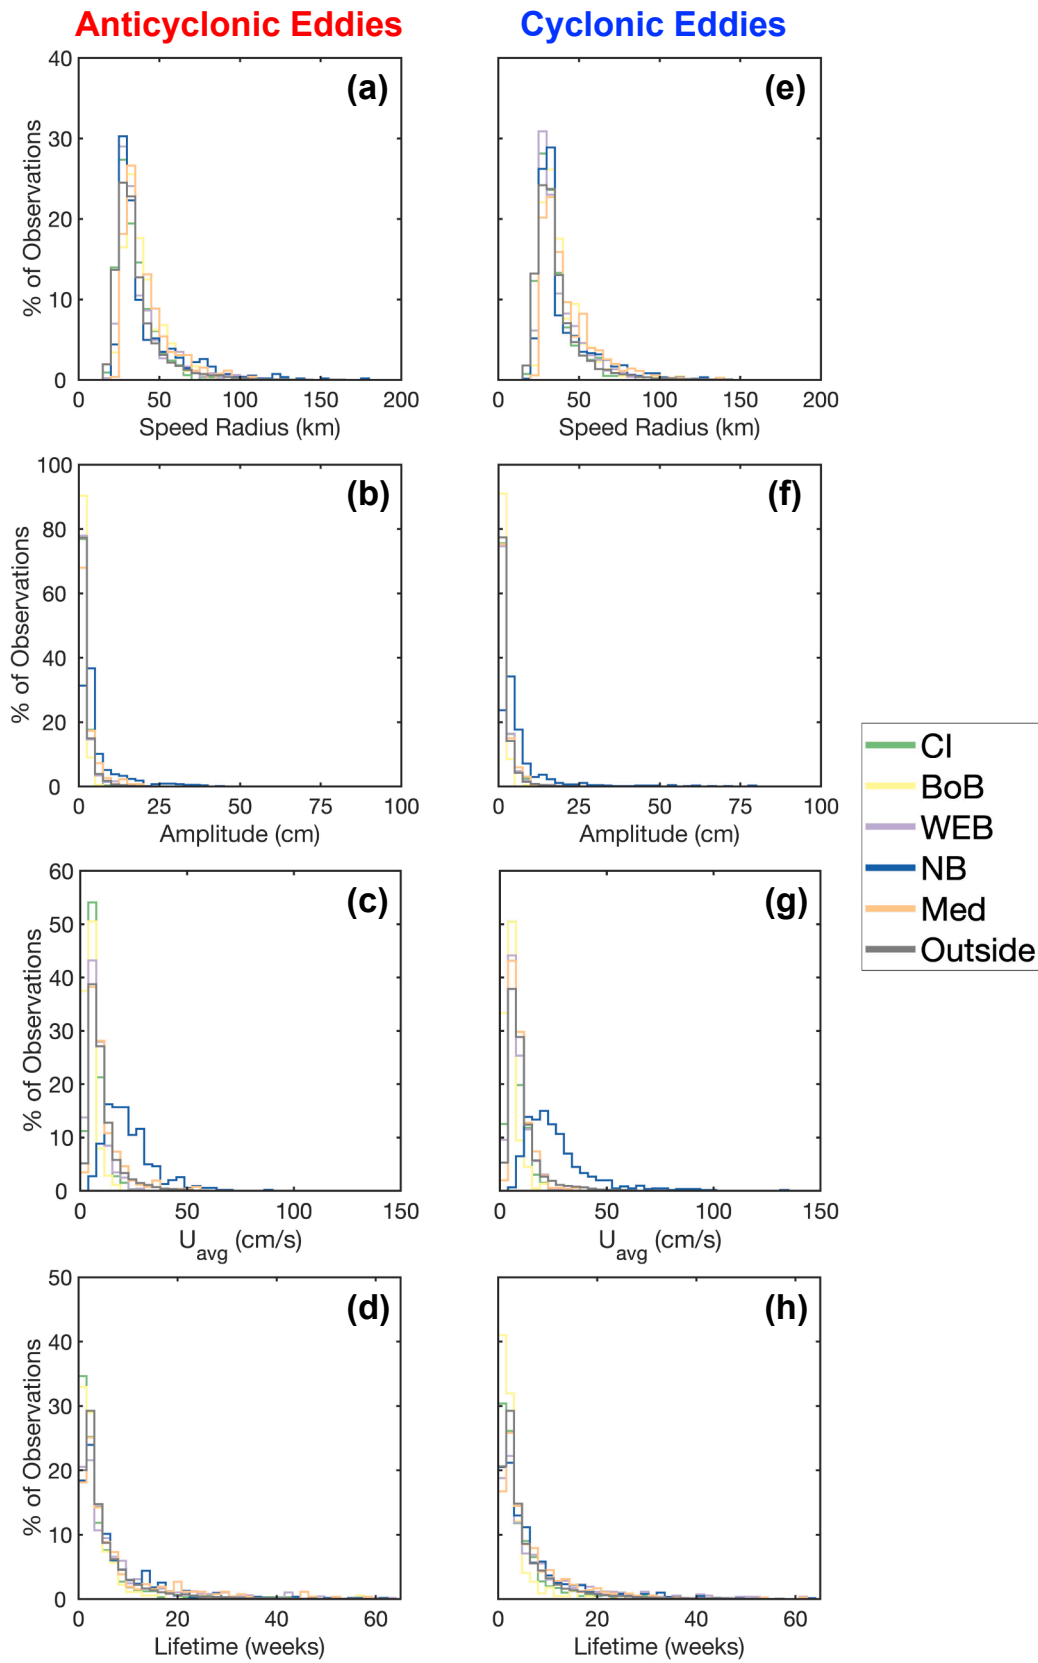 Anticyclonic Eddies
Cyclonic Eddies
40
30
20
10
0
% of Observations
(a)
0 50 100 150 200
Speed Radius (km)
(e)
0 50 100 150 200
Speed Radius (km)
100
80
60
40
20
0
% of Observations
(b)
0 25 50 75 100
Amplitude (cm)
(f)
0 25 50 75 100
Amplitude (cm)
60
50
40
30
20
10
0
% of Observations
(c)
0 50 100 150
Uavg (cm/s)
(g)
0 50 100 150
Uavg (cm/s)
50
40
30
20
10
0
% of Observations
(d)
0 20 40 60
Lifetime (weeks)
(h)
0 20 40 60
Lifetime (weeks)
CI
BoB
WEB
NB
Med
Outside